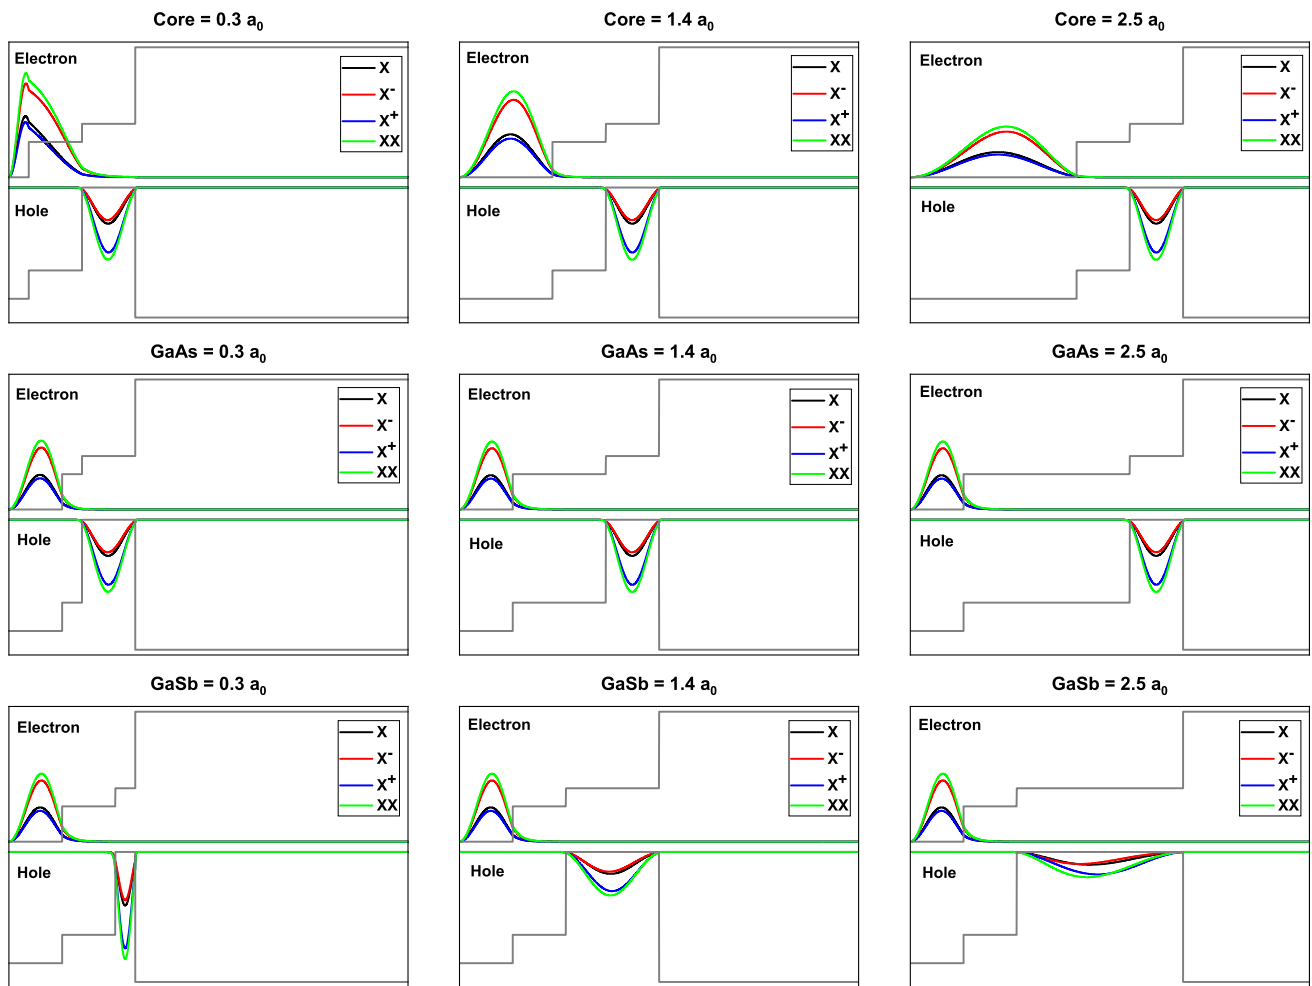 Core = 0.3 a0
Core = 1.4 a0
Core = 2.5 a0
Electron
X
X-
X+
XX
Hole
Electron
X
X-
X+
XX
Hole
Electron
X
X-
X+
XX
Hole
GaAs = 0.3 a0
GaAs = 1.4 a0
GaAs = 2.5 a0
Electron
X
X-
X+
XX
Hole
Electron
X
X-
X+
XX
Hole
Electron
X
X-
X+
XX
Hole
GaSb = 0.3 a0
GaSb = 1.4 a0
GaSb = 2.5 a0
Electron
X
X-
X+
XX
Hole
Electron
X
X-
X+
XX
Hole
Electron
X
X-
X+
XX
Hole